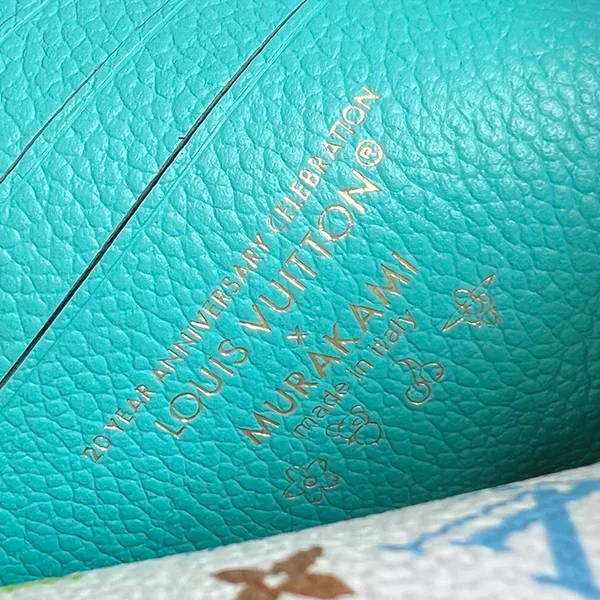 20 YEAR ANNIVERSARY CELEBRATION
LOUIS VUITTON®
×
MURAKAMI
made in italy